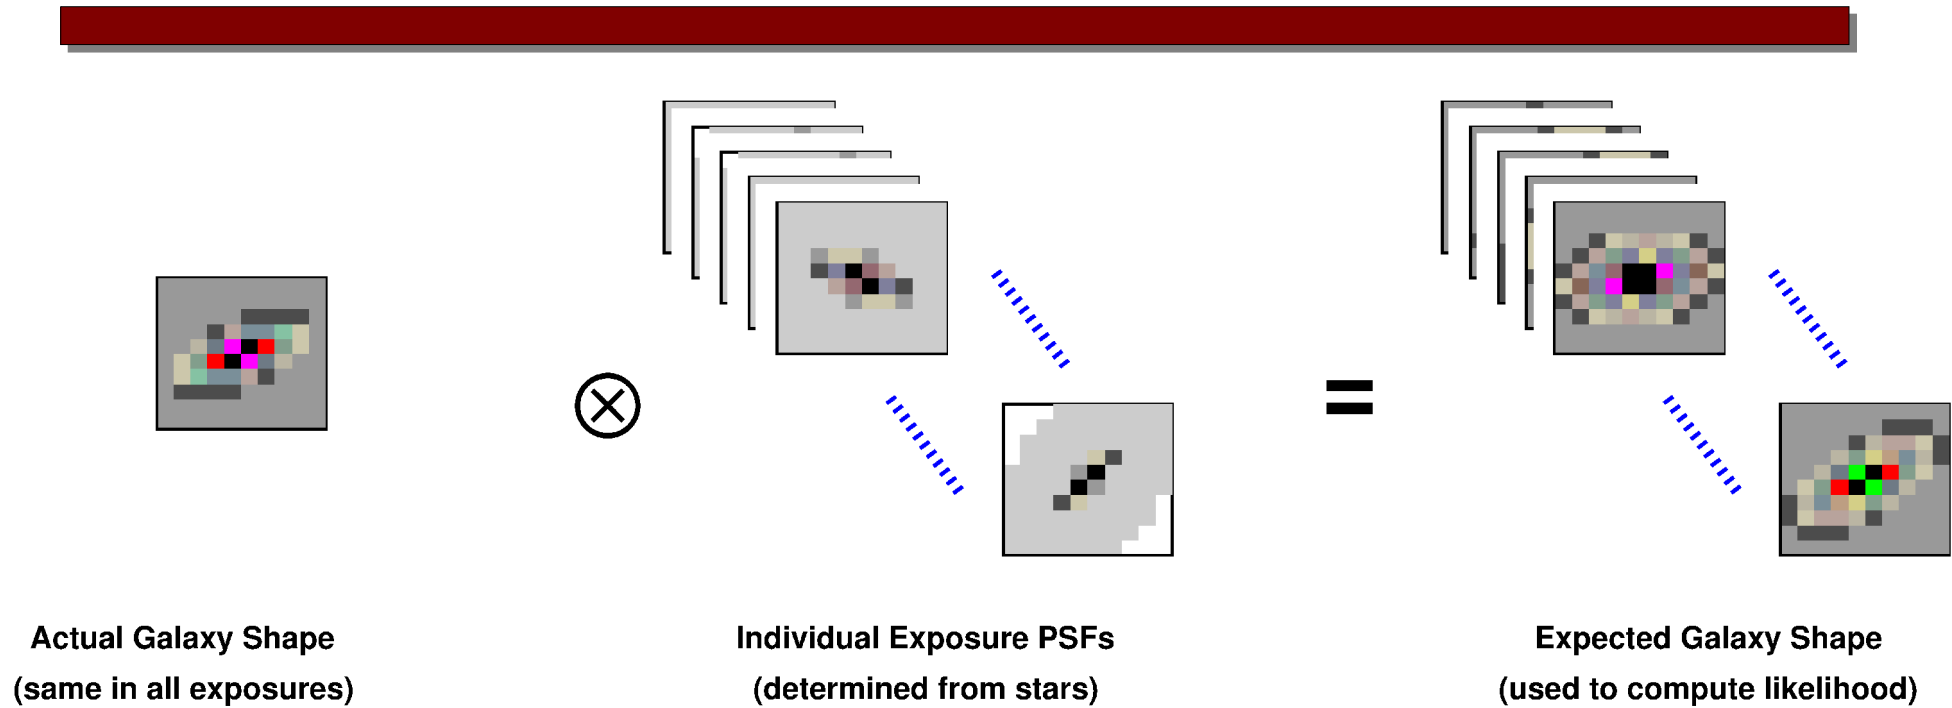 Actual Galaxy Shape
(same in all exposures)
Individual Exposure PSFs
(determined from stars)
Expected Galaxy Shape
(used to compute likelihood)